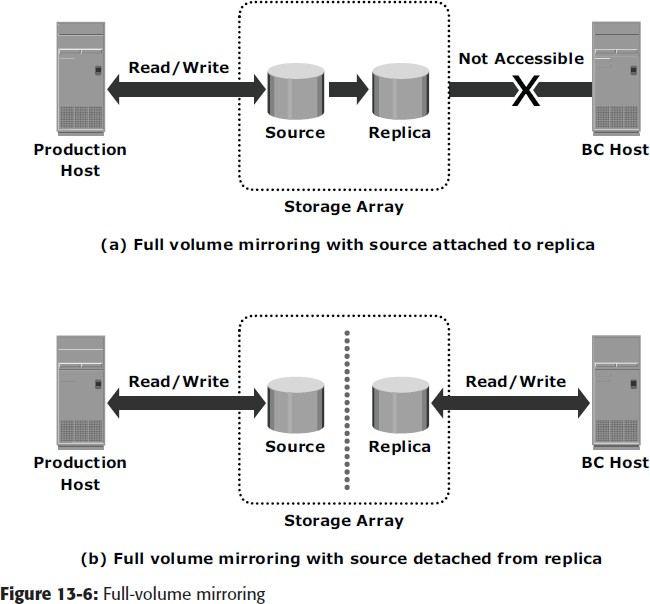 Read/Write
Not Accessible
Source
Replica
Production
Host
BC Host
Storage Array
(a) Full volume mirroring with source attached to replica
Read/Write
Read/Write
Source
Replica
Production
Host
BC Host
Storage Array
(b) Full volume mirroring with source detached from replica
Figure 13-6: Full-volume mirroring